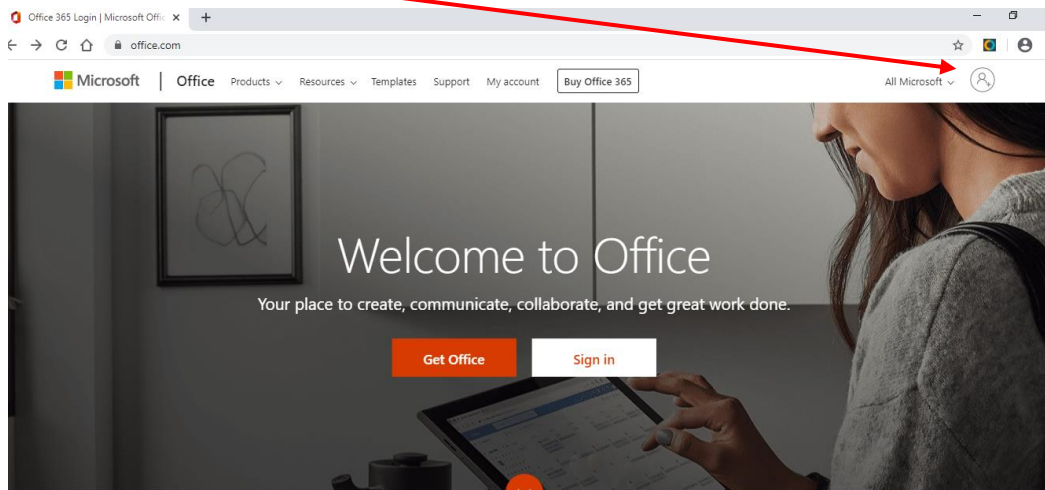 Office 365 Login | Microsoft Offic
office.com
Microsoft | Office Products Resources Templates Support My account Buy Office 365 All Microsoft
Welcome to Office
Your place to create, communicate, collaborate, and get great work done.
Get Office Sign in